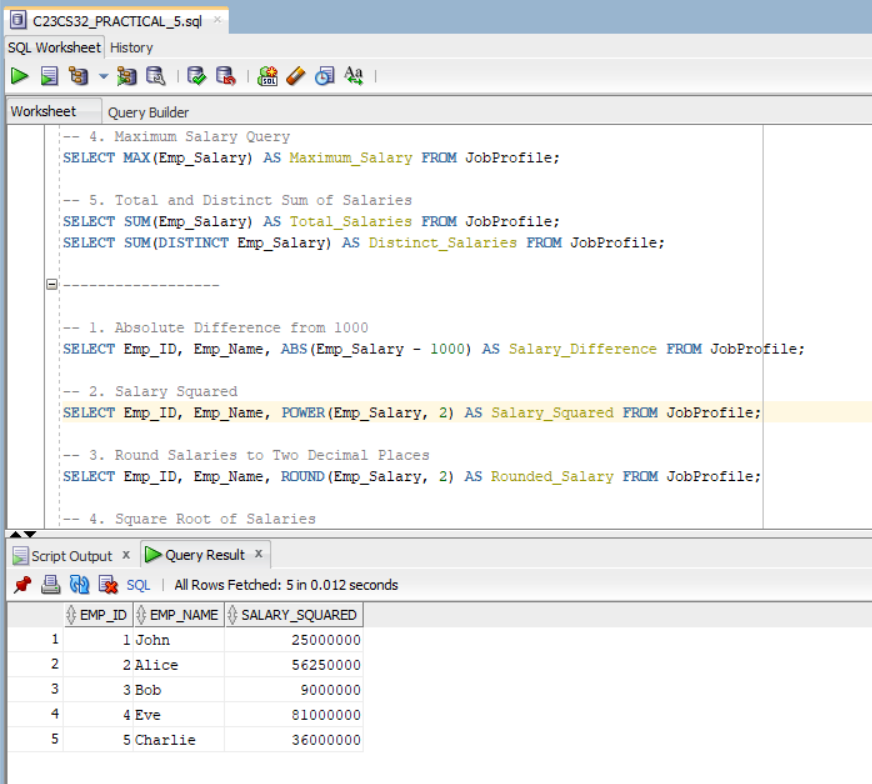 C23CS32_PRACTICAL_5.sql ×
SQL Worksheet History
Worksheet Query Builder
-- 4. Maximum Salary Query
SELECT MAX(Emp_Salary) AS Maximum_Salary FROM JobProfile;
-- 5. Total and Distinct Sum of Salaries
SELECT SUM(Emp_Salary) AS Total_Salaries FROM JobProfile;
SELECT SUM(DISTINCT Emp_Salary) AS Distinct_Salaries FROM JobProfile;
------------------
-- 1. Absolute Difference from 1000
SELECT Emp_ID, Emp_Name, ABS(Emp_Salary - 1000) AS Salary_Difference FROM JobProfile;
-- 2. Salary Squared
SELECT Emp_ID, Emp_Name, POWER(Emp_Salary, 2) AS Salary_Squared FROM JobProfile;
-- 3. Round Salaries to Two Decimal Places
SELECT Emp_ID, Emp_Name, ROUND(Emp_Salary, 2) AS Rounded_Salary FROM JobProfile;
-- 4. Square Root of Salaries
Script Output × Query Result ×
SQL | All Rows Fetched: 5 in 0.012 seconds
EMP_ID EMP_NAME SALARY_SQUARED
1 1 John 25000000
2 2 Alice 56250000
3 3 Bob 9000000
4 4 Eve 81000000
5 5 Charlie 36000000